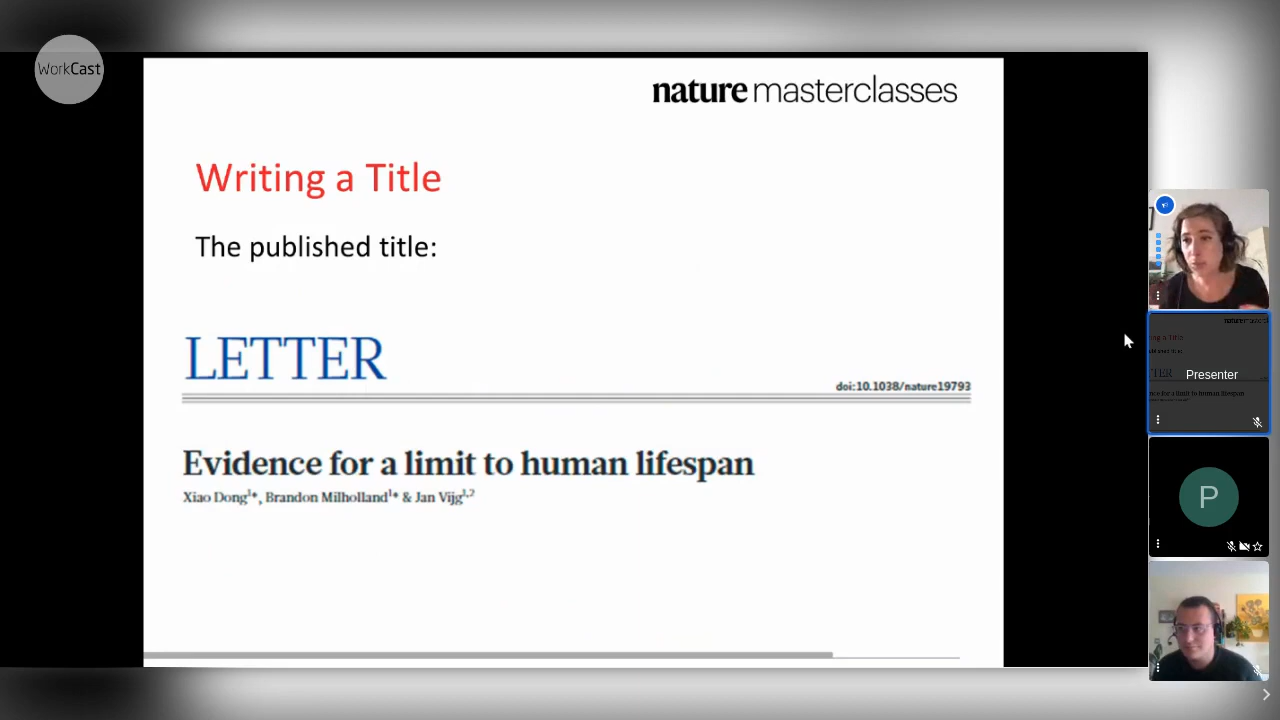 WorkCast
nature masterclasses
Writing a Title
The published title:
LETTER
doi:10.1038/nature19793
Evidence for a limit to human lifespan
Xiao Dong1*, Brandon Milholland1* & Jan Vijg1,2
Presenter
P